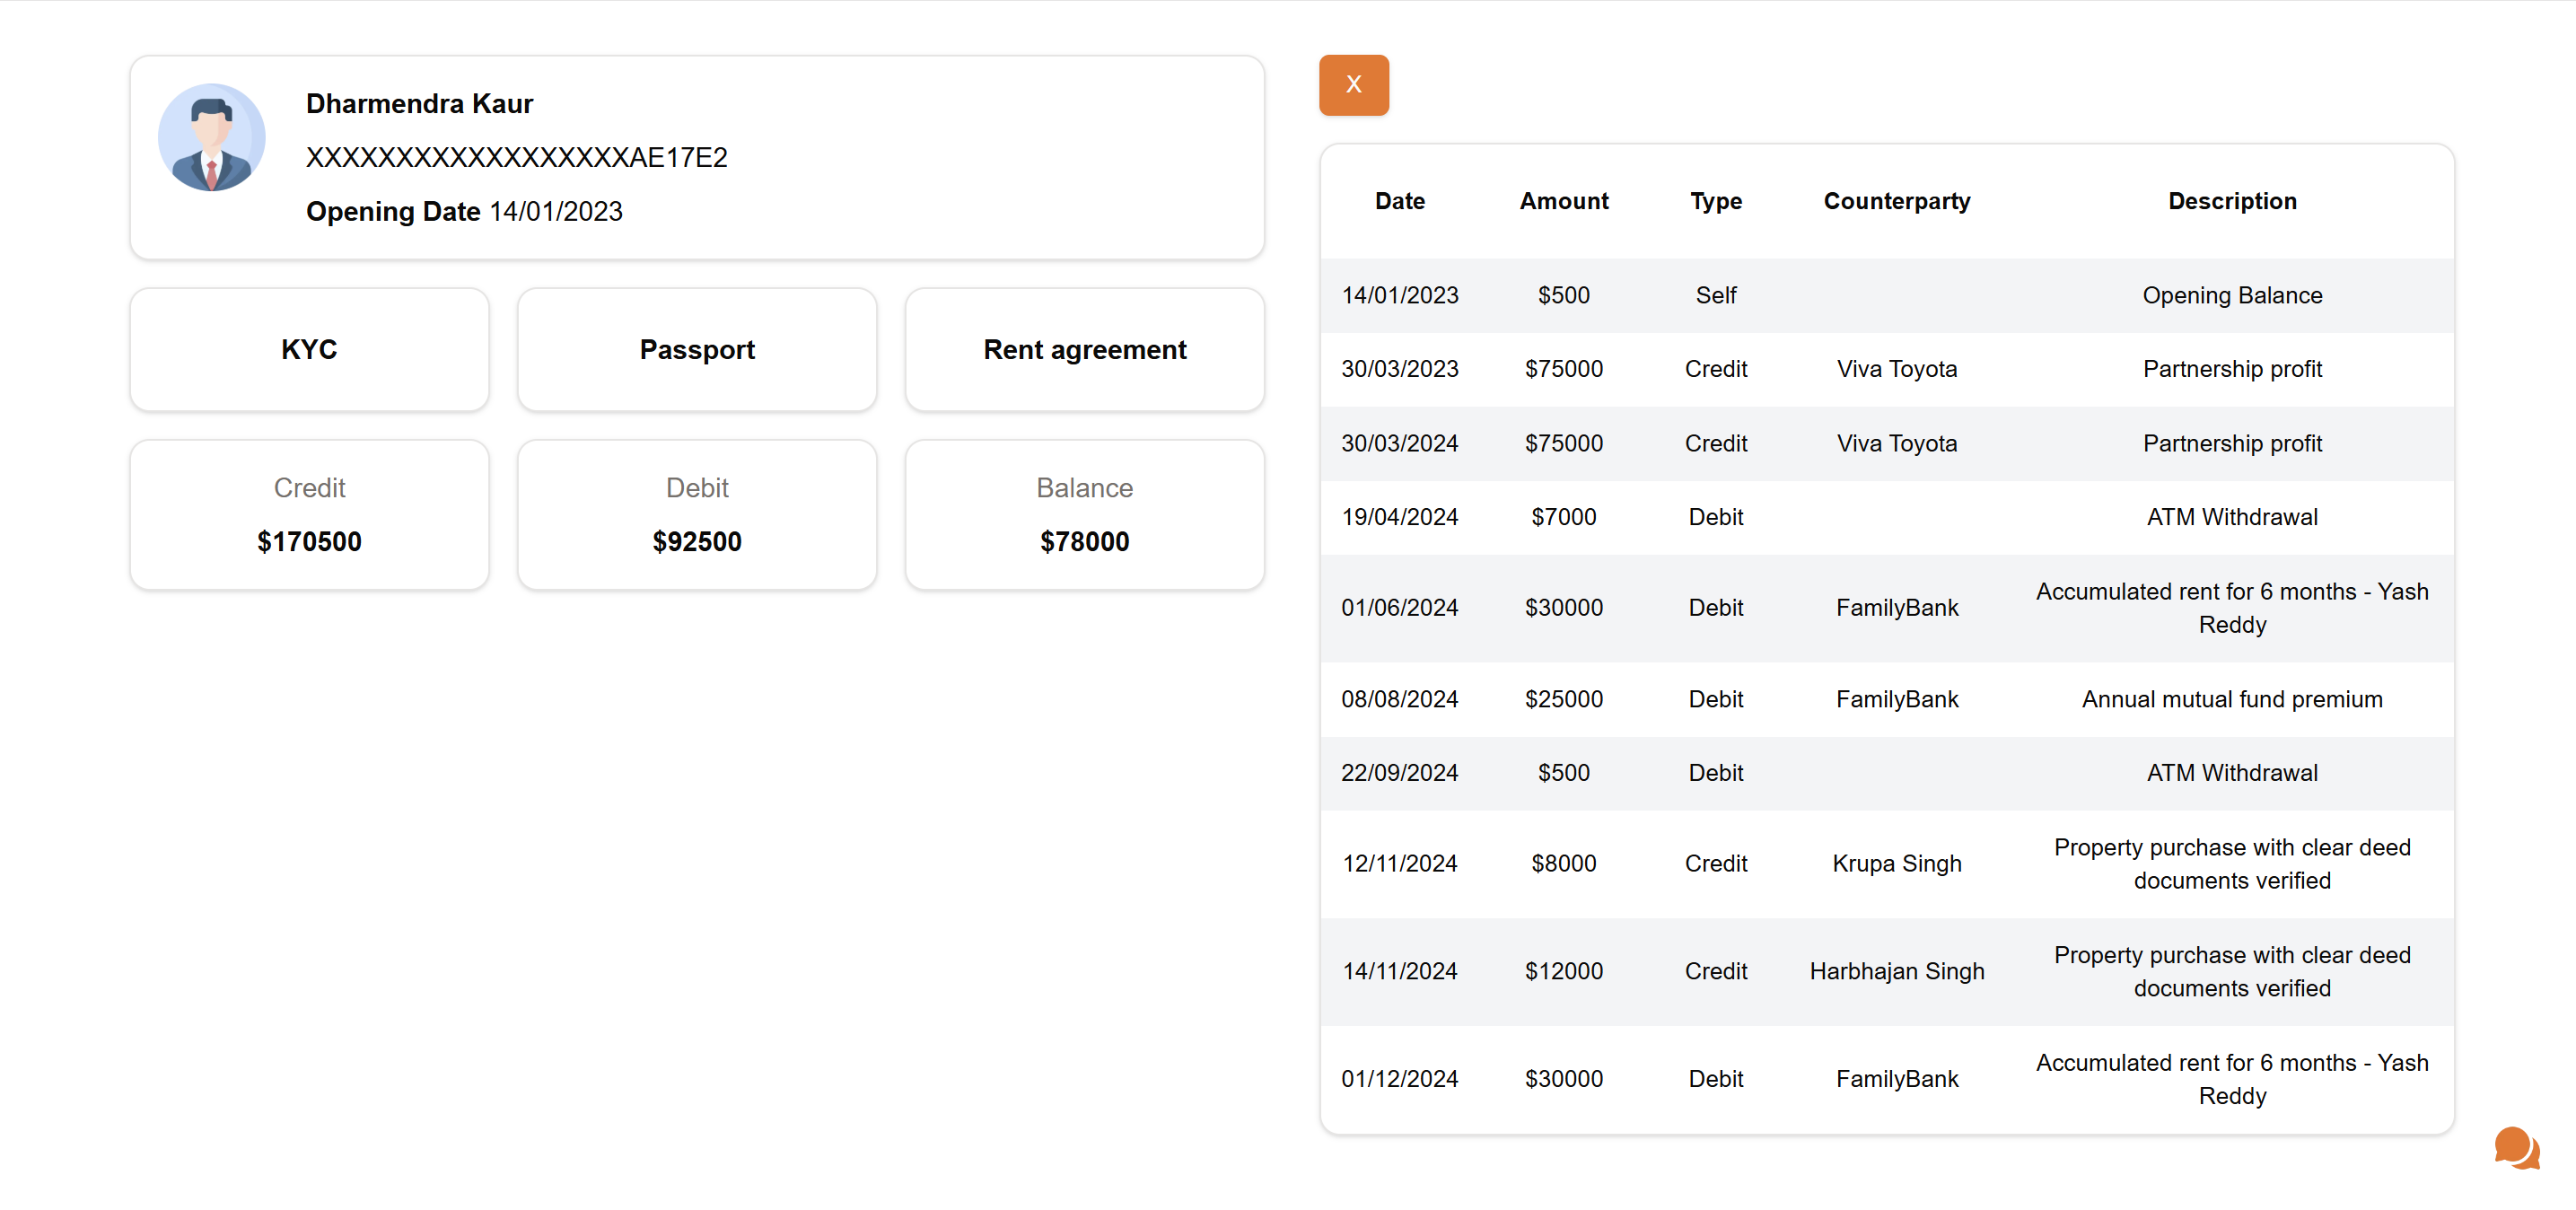 Dharmendra Kaur
XXXXXXXXXXXXXXXXXXAE17E2
Opening Date 14/01/2023
KYC
Passport
Rent agreement
Credit
$170500
Debit
$92500
Balance
$78000
X
Date Amount Type Counterparty Description
14/01/2023 $500 Self Opening Balance
30/03/2023 $75000 Credit Viva Toyota Partnership profit
30/03/2024 $75000 Credit Viva Toyota Partnership profit
19/04/2024 $7000 Debit ATM Withdrawal
01/06/2024 $30000 Debit FamilyBank Accumulated rent for 6 months - Yash
Reddy
08/08/2024 $25000 Debit FamilyBank Annual mutual fund premium
22/09/2024 $500 Debit ATM Withdrawal
12/11/2024 $8000 Credit Krupa Singh Property purchase with clear deed
documents verified
14/11/2024 $12000 Credit Harbhajan Singh Property purchase with clear deed
documents verified
01/12/2024 $30000 Debit FamilyBank Accumulated rent for 6 months - Yash
Reddy